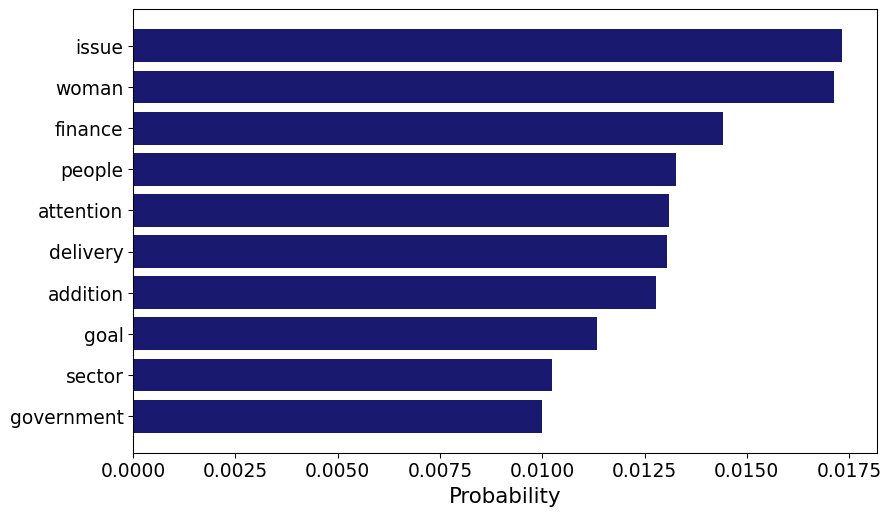 issue
woman
finance
people
attention
delivery
addition
goal
sector
government
0.0000 0.0025 0.0050 0.0075 0.0100 0.0125 0.0150 0.0175
Probability